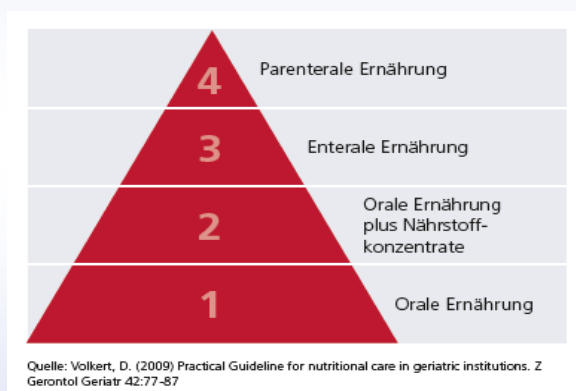 4
Parenterale Ernährung
3
Enterale Ernährung
2
Orale Ernährung
plus Nährstoff-
konzentrate
1
Orale Ernährung
Quelle: Volkert, D. (2009) Practical Guideline for nutritional care in geriatric institutions. Z
Gerontol Geriatr 42:77-87